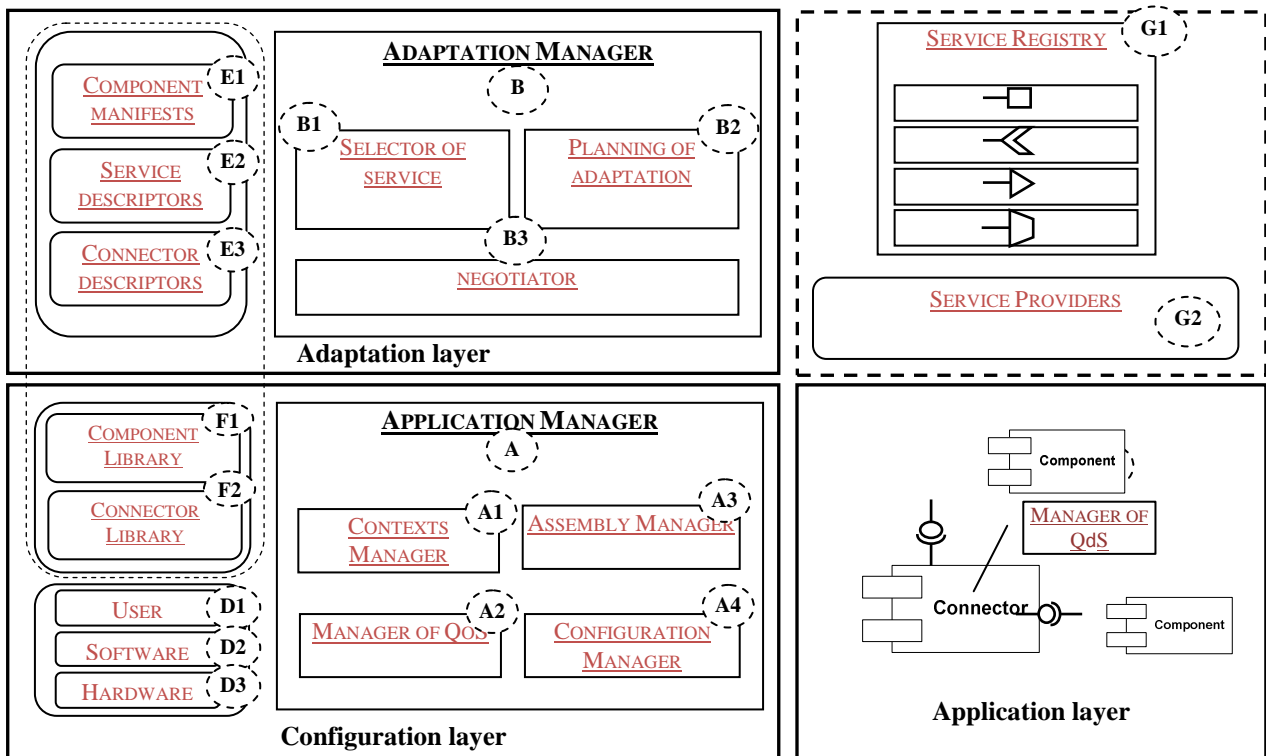 COMPONENT
MANIFESTS
E1
SERVICE
DESCRIPTORS
E2
CONNECTOR
DESCRIPTORS
E3
ADAPTATION MANAGER
B
B1
SELECTOR OF
SERVICE
B2
PLANNING OF
ADAPTATION
B3
NEGOTIATOR
Adaptation layer
G1
SERVICE REGISTRY
SERVICE PROVIDERS
G2
F1
COMPONENT
LIBRARY
F2
CONNECTOR
LIBRARY
USER
D1
SOFTWARE
D2
HARDWARE
D3
APPLICATION MANAGER
A
A1
CONTEXTS
MANAGER
A3
ASSEMBLY MANAGER
A2
MANAGER OF QOS
A4
CONFIGURATION
MANAGER
Configuration layer
Component
MANAGER OF
QdS
Connector
Component
Application layer